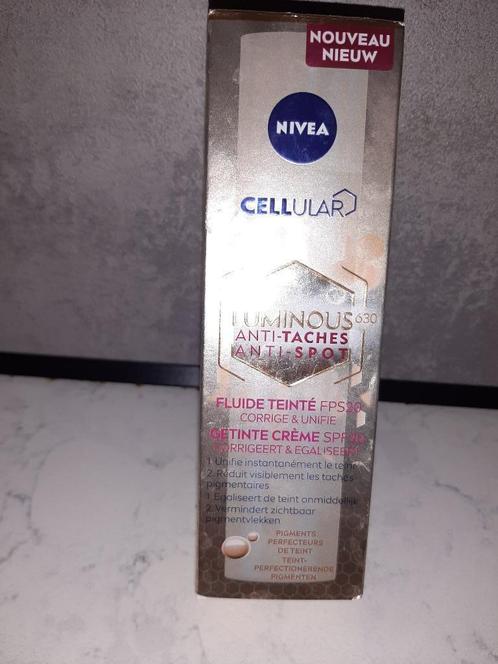 NOUVEAU
NIEUW
NIVEA
CELLULAR
LUMINOUS630
ANTI-TACHES
ANTI-SPOT
FLUIDE TEINTÉ FPS20
CORRIGE & UNIFIE
GETINTE CRÈME SPF20
CORRIGEERT & EGALISEERT
1. Unifie instantanément le teint
2. Réduit visiblement les taches
pigmentaires
1. Egaliseert de teint onmiddellijk
2. Vermindert zichtbaar
pigmentvlekken
PIGMENTS
PERFECTEURS
DE TEINT
TEINT-
PERFECTIONERENDE
PIGMENTEN